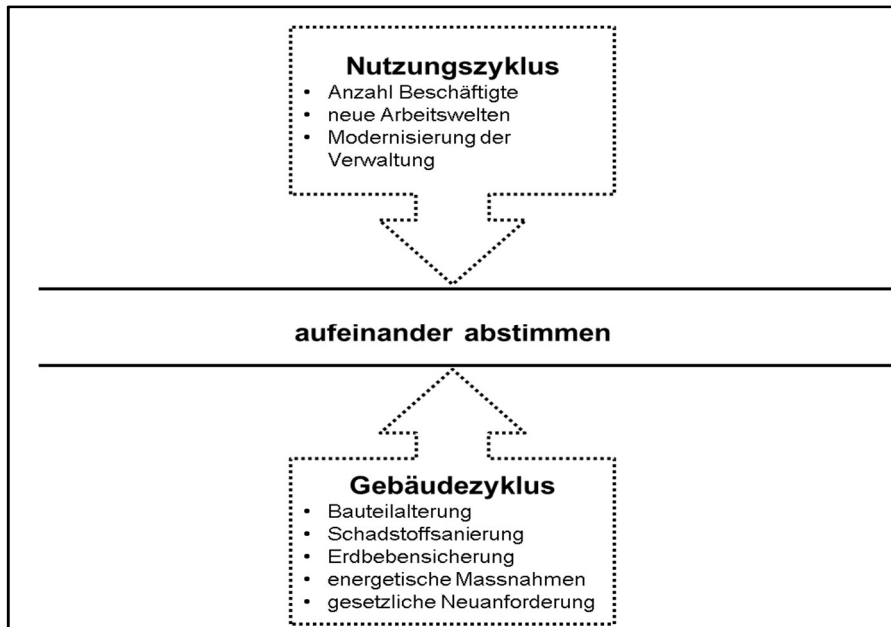 Nutzungszyklus
• Anzahl Beschäftigte
• neue Arbeitswelten
• Modernisierung der
Verwaltung
aufeinander abstimmen
Gebäudezyklus
• Bauteilalterung
• Schadstoffsanierung
• Erdbebensicherung
• energetische Massnahmen
• gesetzliche Neuanforderung